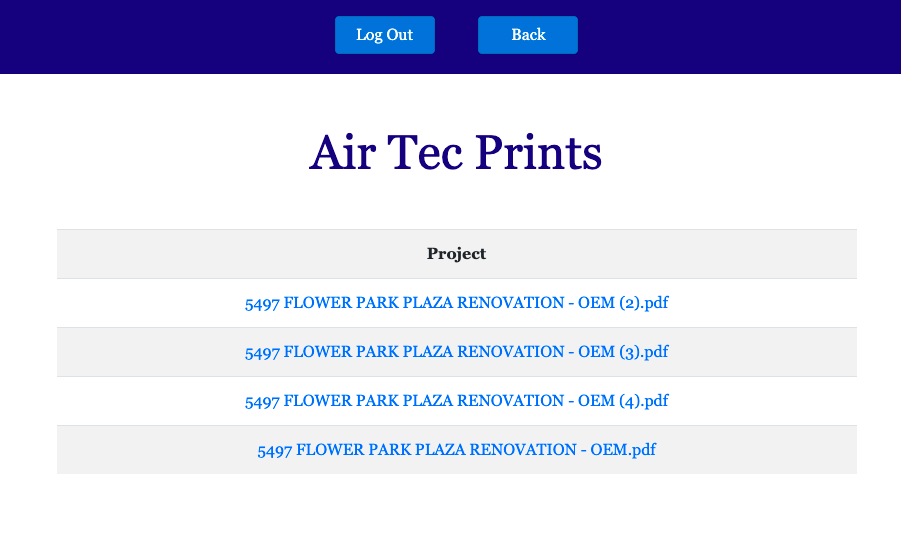 Log Out
Back
Air Tec Prints
Project
5497 FLOWER PARK PLAZA RENOVATION - OEM (2).pdf
5497 FLOWER PARK PLAZA RENOVATION - OEM (3).pdf
5497 FLOWER PARK PLAZA RENOVATION - OEM (4).pdf
5497 FLOWER PARK PLAZA RENOVATION - OEM.pdf